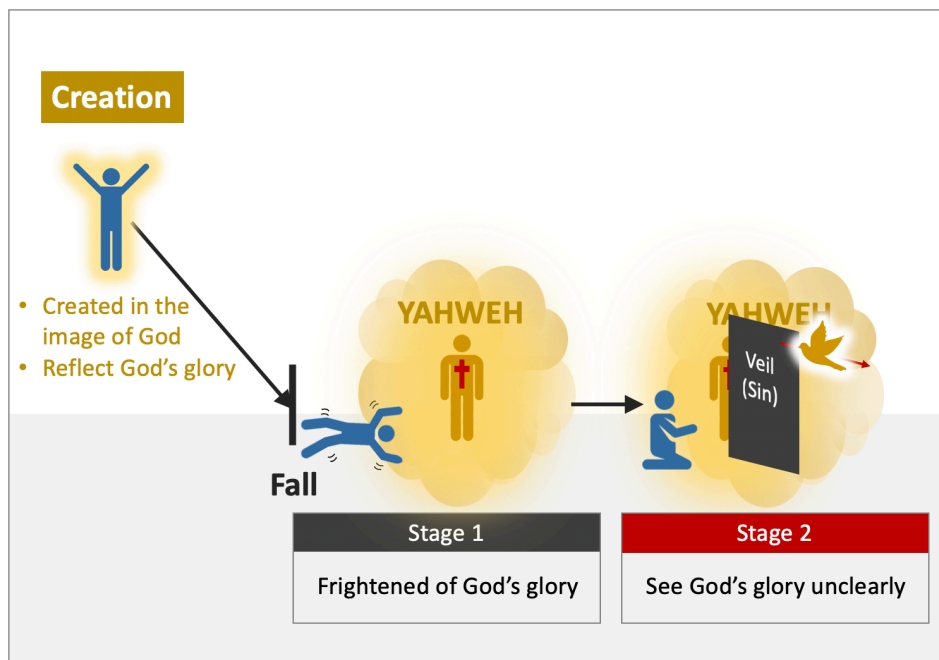 Creation
• Created in the
image of God
• Reflect God's glory
Fall
YAHWEH
YAHWEH
Veil
(Sin)
Stage 1
Frightened of God's glory
Stage 2
See God's glory unclearly